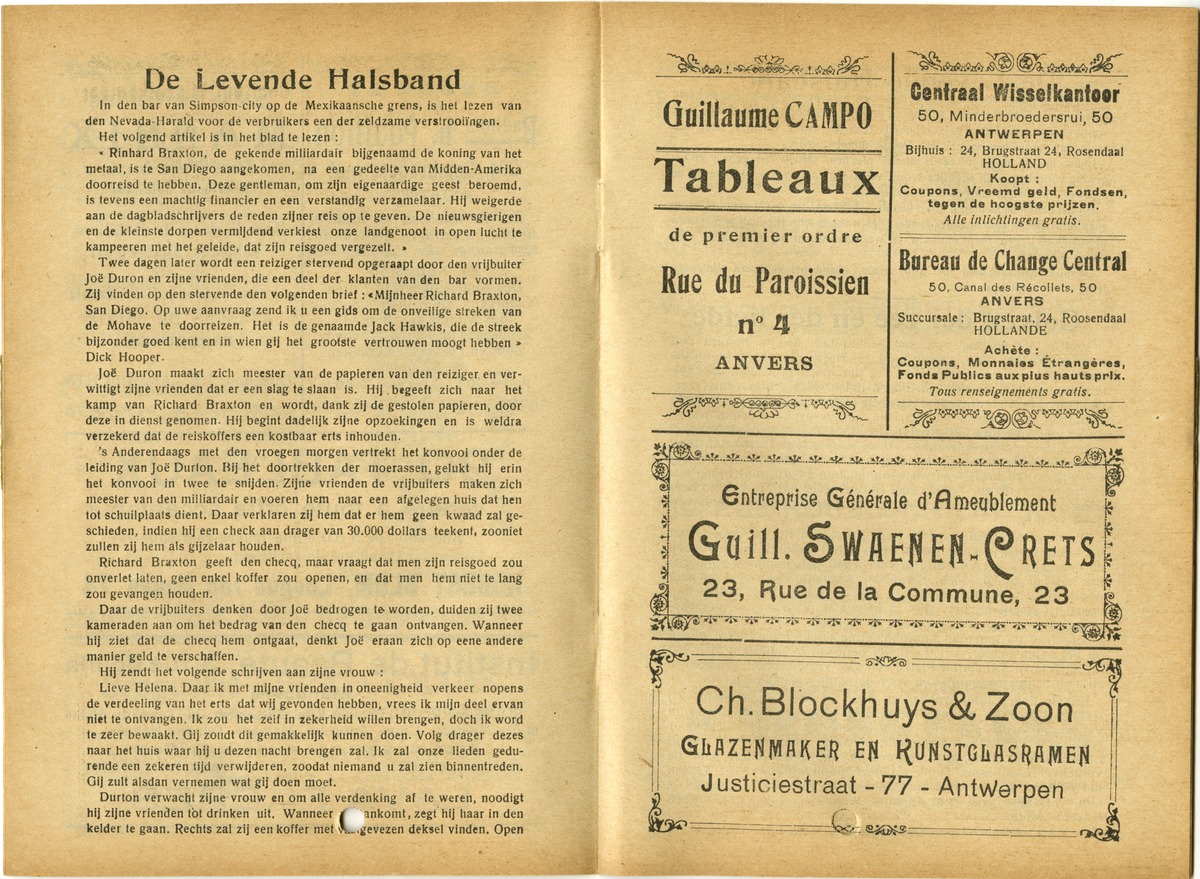 De Levende Halsband
In den bar van Simpson-city op de Mexikaansche grens, is het lezen van
den Nevada-Harald voor de verbruikers een der zeldzame verstrooiïngen.
Het volgend artikel is in het blad te lezen :
« Rinhard Braxton, de gekende milliardair bijgenaamd de koning van het
metaal, is te San Diego aangekomen, na een gedeelte van Midden-Amerika
doorreisd te hebben. Deze gentleman, om zijn eigenaardige geest beroemd,
is tevens een machtig financier en een verstandig verzamelaar. Hij weigerde
aan de dagbladschrijvers de reden zijner reis op te geven. De nieuwsgierigen
en de kleinste dorpen vermijdend verkiest onze landgenoot in open lucht te
kampeeren met het geleide, dat zijn reisgoed vergezelt. »
Twee dagen later wordt een reiziger stervend opgeraapt door den vrijbuiter
Joë Duron en zijne vrienden, die een deel der klanten van den bar vormen.
Zij vinden op den stervende den volgenden brief : «Mijnheer Richard Braxton,
San Diego. Op uwe aanvraag zend ik u een gids om de onveilige streken van
de Mohave te doorreizen. Het is de genaamde Jack Hawkis, die de streek
bijzonder goed kent en in wien gij het grootste vertrouwen moogt hebben »
Dick Hooper.
Joë Duron maakt zich meester van de papieren van den reiziger en ver-
wittigt zijne vrienden dat er een slag te slaan is. Hij begeeft zich naar het
kamp van Richard Braxton en wordt, dank zij de gestolen papieren, door
deze in dienst genomen. Hij begint dadelijk zijne opzoekingen en is weldra
verzekerd dat de reiskoffers een kostbaar erts inhouden.
's Anderendaags met den vroegen morgen vertrekt het konvooi onder de
leiding van Joë Durton. Bij het doortrekken der moerassen, gelukt hij erin
het konvooi in twee te snijden. Zijne vrienden de vrijbuiters maken zich
meester van den milliardair en voeren hem naar een afgelegen huis dat hen
tot schuilplaats dient. Daar verklaren zij hem dat er hem geen kwaad zal ge-
schieden, indien hij een check aan drager van 30.000 dollars teekent, zooniet
zullen zij hem als gijzelaar houden.
Richard Braxton geeft den checq, maar vraagt dat men zijn reisgoed zou
onverlet laten, geen enkel koffer zou openen, en dat men hem niet te lang
zou gevangen houden.
Daar de vrijbuiters denken door Joë bedrogen te worden, duiden zij twee
kameraden aan om het bedrag van den checq te gaan ontvangen. Wanneer
hij ziet dat de checq hem ontgaat, denkt Joë eraan zich op eene andere
manier geld te verschaffen.
Hij zendt het volgende schrijven aan zijne vrouw :
Lieve Helena. Daar ik met mijne vrienden in oneenigheid verkeer nopens
de verdeeling van het erts dat wij gevonden hebben, vrees ik mijn deel ervan
niet te ontvangen. Ik zou het zelf in zekerheid willen brengen, doch ik word
te zeer bewaakt. Gij zoudt dit gemakkelijk kunnen doen. Volg drager dezes
naar het huis waar hij u dezen nacht brengen zal. Ik zal onze lieden gedu-
rende een zekeren tijd verwijderen, zoodat niemand u zal zien binnentreden.
Gij zult alsdan vernemen wat gij doen moet.
Durton verwacht zijne vrouw en om alle verdenking af te weren, noodigt
hij zijne vrienden tot drinken uit. Wanneer ankomt, zegt hij haar in den
kelder te gaan. Rechts zal zij een koffer met gevezen deksel vinden. Open
Guillaume CAMPO
Tableaux
de premier ordre
Rue du Paroissien
n° 4
ANVERS
Centraal Wisselkantoor
50, Minderbroedersrui, 50
ANTWERPEN
Bijhuis : 24, Brugstraat 24, Rosendaal
HOLLAND
Koopt :
Coupons, Vreemd geld, Fondsen,
tegen de hoogste prijzen.
Alle inlichtingen gratis.
Bureau de Change Central
50, Canal des Récollets, 50
ANVERS
Succursale : Brugstraat, 24, Roosendaal
HOLLANDE
Achète :
Coupons, Monnaies Étrangères,
Fonds Publics aux plus hauts prix.
Tous renseignements gratis.
Entreprise Générale d'Ameublement
Guill. SWAENEN-CRETS
23, Rue de la Commune, 23
Ch. Blockhuys & Zoon
GLAZENMAKER EN KUNSTGLASRAMEN
Justiciestraat - 77 - Antwerpen